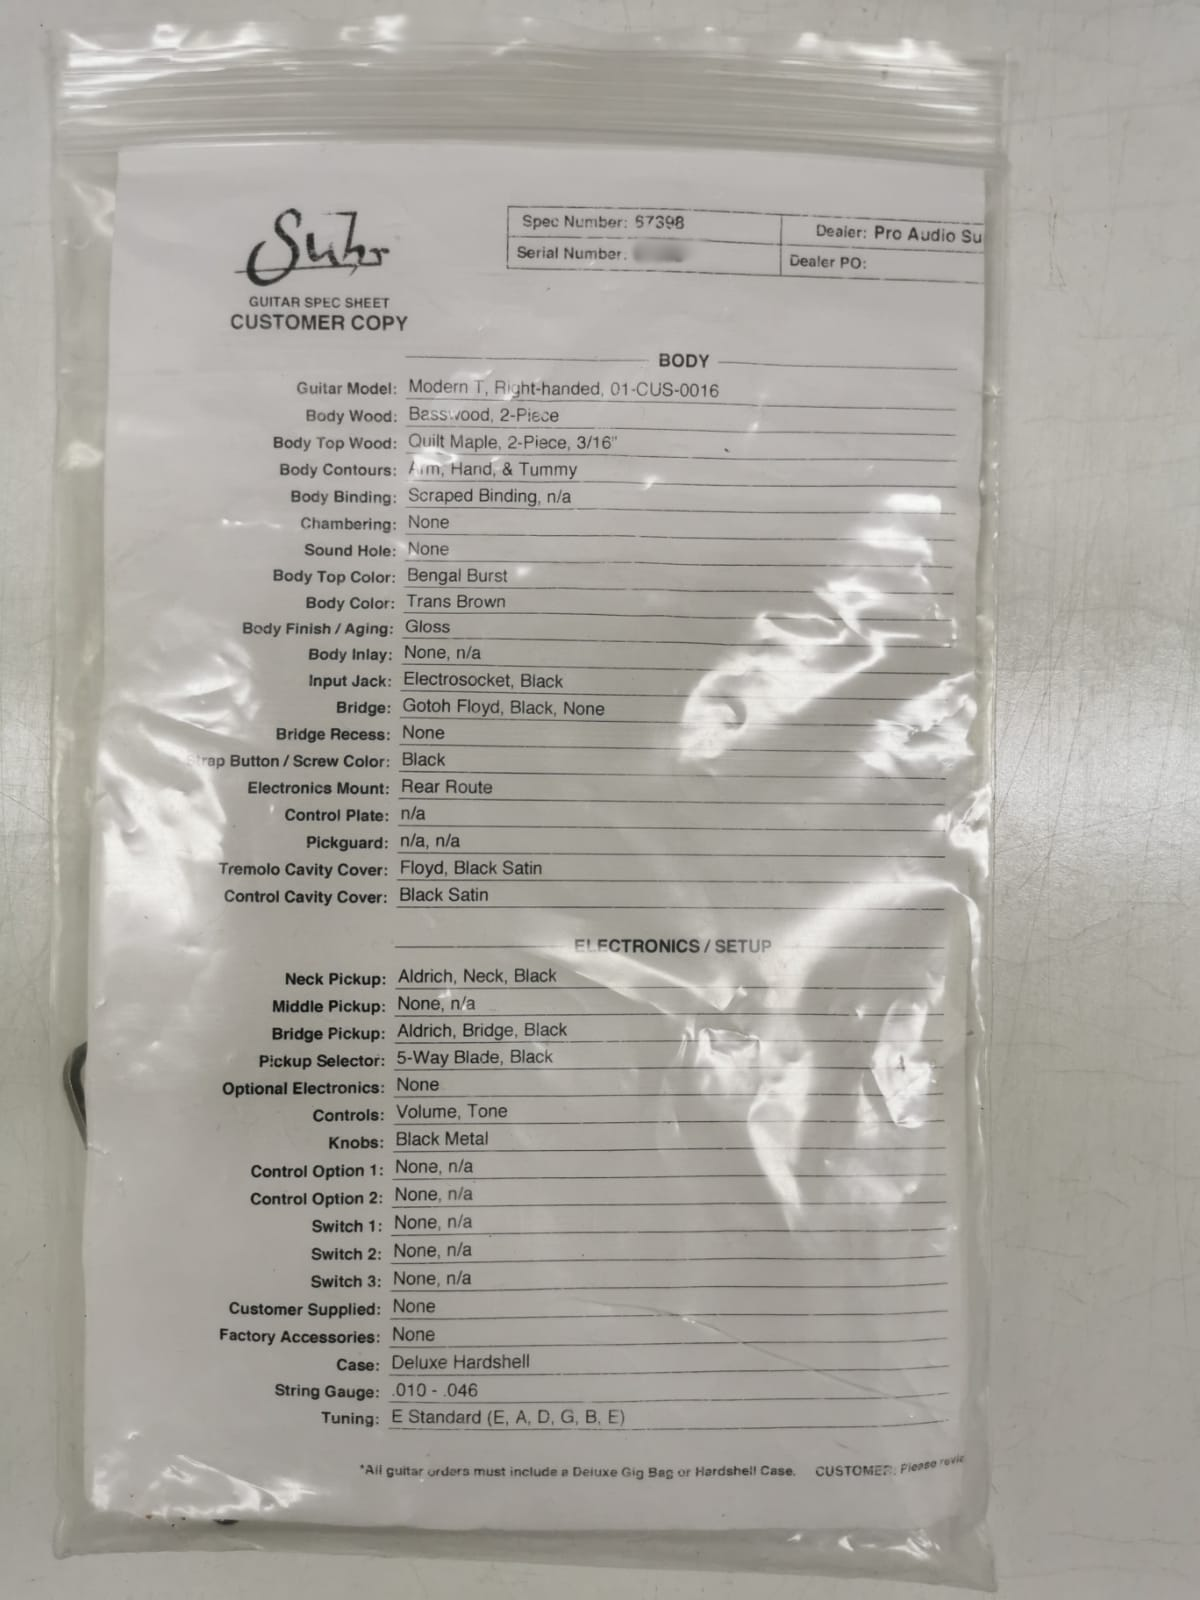 Suhr
GUITAR SPEC SHEET
CUSTOMER COPY
Spec Number: 67398
Dealer: Pro Audio Su
Serial Number:
Dealer PO:
BODY
Guitar Model: Modern T, Right-handed, 01-CUS-0016
Body Wood: Basswood, 2-Piece
Body Top Wood: Quilt Maple, 2-Piece, 3/16"
Body Contours: Arm, Hand, & Tummy
Body Binding: Scraped Binding, n/a
Chambering: None
Sound Hole: None
Body Top Color: Bengal Burst
Body Color: Trans Brown
Body Finish / Aging: Gloss
Body Inlay: None, n/a
Input Jack: Electrosocket, Black
Bridge: Gotoh Floyd, Black, None
Bridge Recess: None
Strap Button / Screw Color: Black
Electronics Mount: Rear Route
Control Plate: n/a
Pickguard: n/a, n/a
Tremolo Cavity Cover: Floyd, Black Satin
Control Cavity Cover: Black Satin
ELECTRONICS / SETUP
Neck Pickup: Aldrich, Neck, Black
Middle Pickup: None, n/a
Bridge Pickup: Aldrich, Bridge, Black
Pickup Selector: 5-Way Blade, Black
Optional Electronics: None
Controls: Volume, Tone
Knobs: Black Metal
Control Option 1: None, n/a
Control Option 2: None, n/a
Switch 1: None, n/a
Switch 2: None, n/a
Switch 3: None, n/a
Customer Supplied: None
Factory Accessories: None
Case: Deluxe Hardshell
String Gauge: .010 - .046
Tuning: E Standard (E, A, D, G, B, E)
*All guitar orders must include a Deluxe Gig Bag or Hardshell Case. CUSTOMER: Please revie